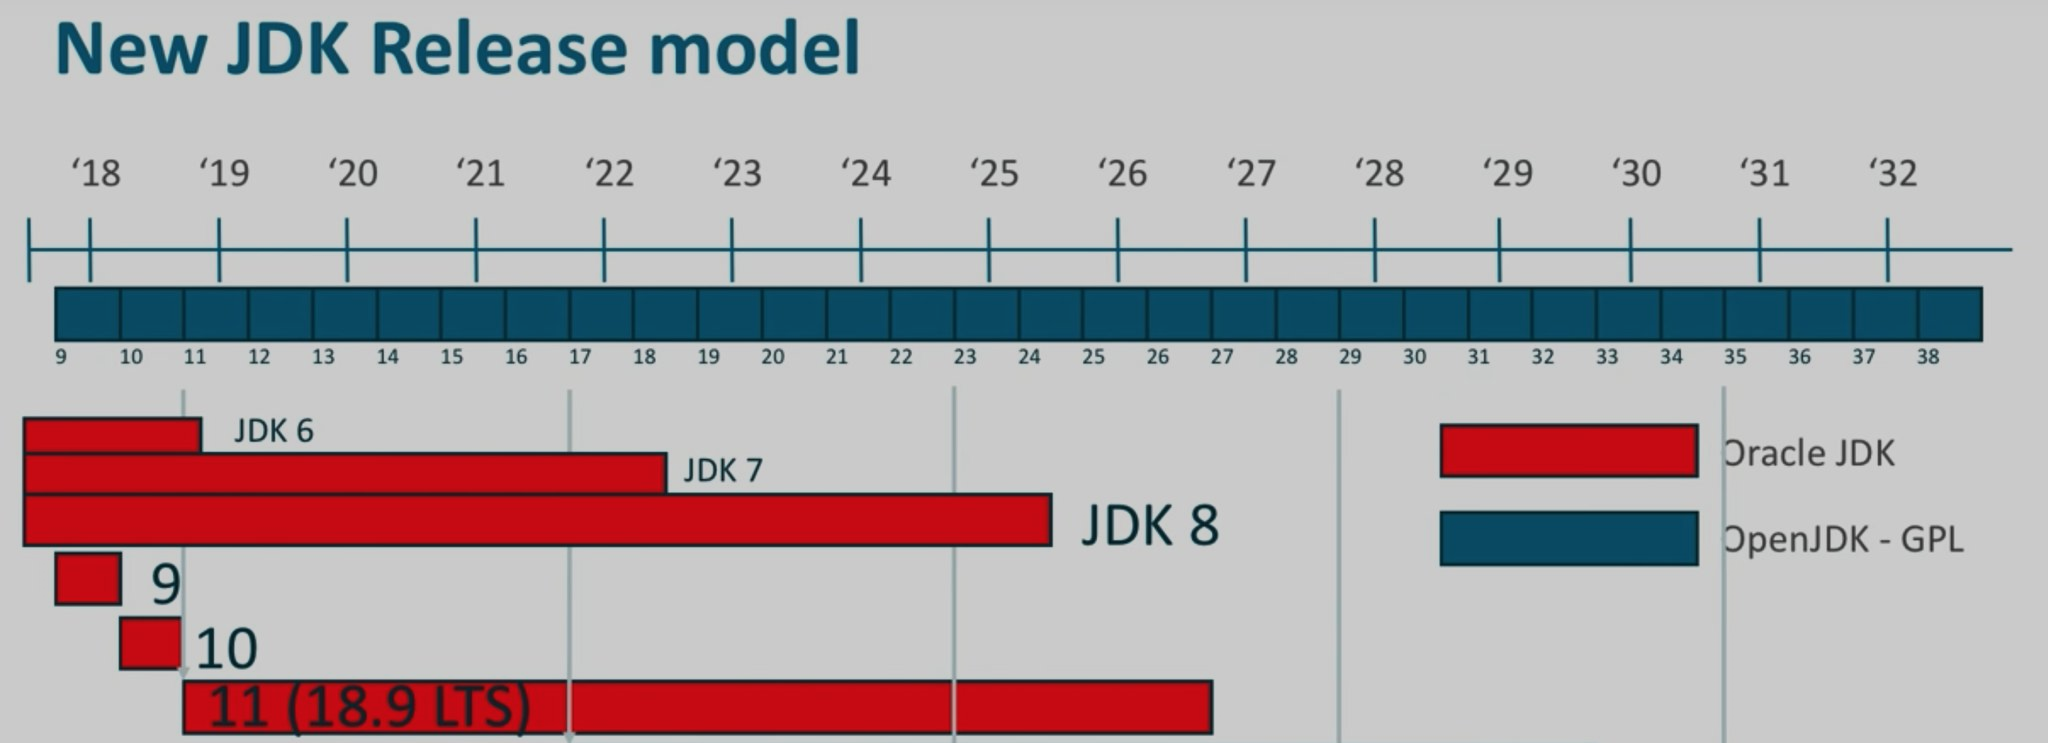 New JDK Release model
‘18 ‘19 ‘20 ‘21 ‘22 ‘23 ‘24 ‘25 ‘26 ‘27 ‘28 ‘29 ‘30 ‘31 ‘32
9 10 11 12 13 14 15 16 17 18 19 20 21 22 23 24 25 26 27 28 29 30 31 32 33 34 35 36 37 38
JDK 6
JDK 7
JDK 8
9
10
11 (18.9 LTS)
Oracle JDK
OpenJDK - GPL